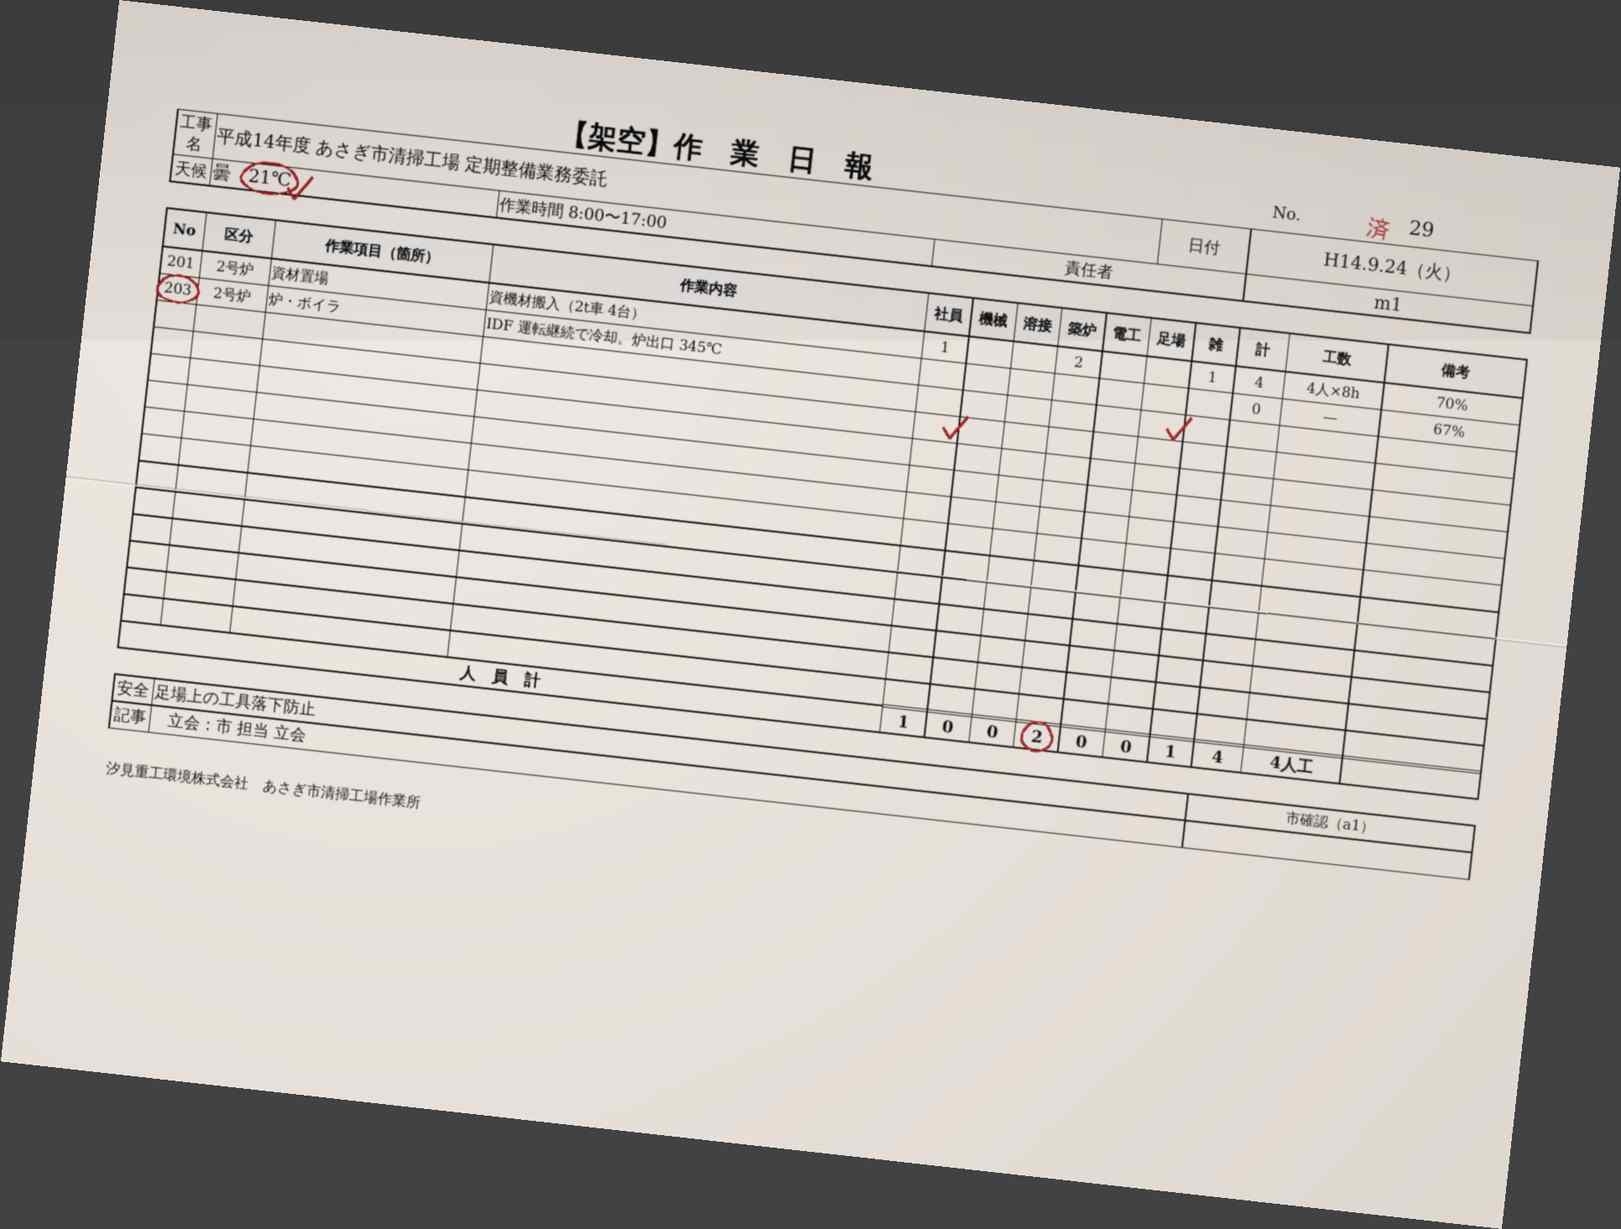 【架空】作 業 日 報
No. 済 29
工事名 平成14年度 あさぎ市清掃工場 定期整備業務委託 日付 H14.9.24（火）
天候 曇 21℃ 作業時間 8:00〜17:00 責任者 m1
No 区分 作業項目（箇所） 作業内容 社員 機械 溶接 築炉 電工 足場 雑 計 工数 備考
201 2号炉 資材置場 資機材搬入（2t車 4台） 1 2 1 4 4人×8h 70%
203 2号炉 炉・ボイラ IDF 運転継続で冷却。炉出口 345℃ 0 — 67%
人 員 計 1 0 0 2 0 0 1 4 4人工
安全 足場上の工具落下防止 市確認（a1）
記事 立会：市 担当 立会
汐見重工環境株式会社 あさぎ市清掃工場作業所